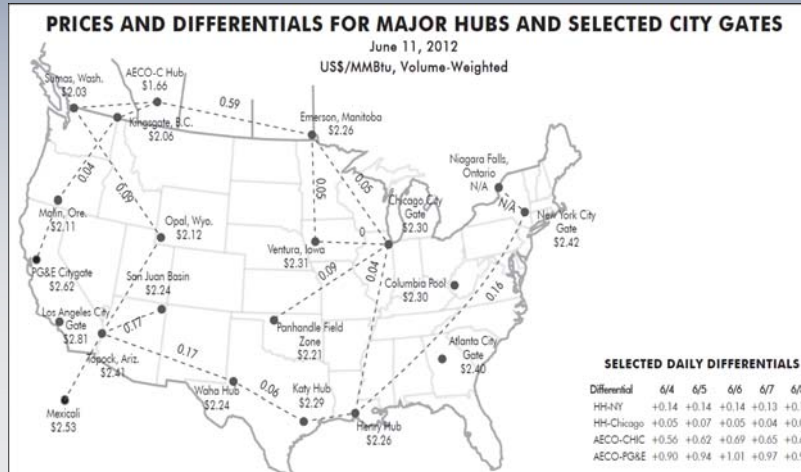 PRICES AND DIFFERENTIALS FOR MAJOR HUBS AND SELECTED CITY GATES
June 11, 2012
US$/MMBtu, Volume-Weighted
Sumas, Wash.
$2.03
AECO-C Hub
$1.66
0.59
Kingsgate, B.C.
$2.06
Emerson, Manitoba
$2.26
Niagara Falls,
Ontario
N/A
N/A
New York City
Gate
$2.42
0.04
0.09
0.05
0.05
Chicago City
Gate
$2.30
Malin, Ore.
$2.11
Opal, Wyo.
$2.12
0
Ventura, Iowa
$2.31
PG&E Citygate
$2.62
San Juan Basin
$2.24
0.09
0.04
Columbia Pool
$2.30
0.16
Los Angeles City
Gate
$2.81
0.17
Topock, Ariz.
$2.41
0.17
Panhandle Field
Zone
$2.21
Atlanta City
Gate
$2.40
Waha Hub
$2.24
0.06
Katy Hub
$2.29
Henry Hub
$2.26
Mexicali
$2.53
SELECTED DAILY DIFFERENTIALS
Differential 6/4 6/5 6/6 6/7
HH-NY +0.14 +0.14 +0.14 +0.13
HH-Chicago +0.05 +0.07 +0.05 +0.04
AECO-CHIC +0.56 +0.62 +0.69 +0.65
AECO-PG&E +0.90 +0.94 +1.01 +0.97